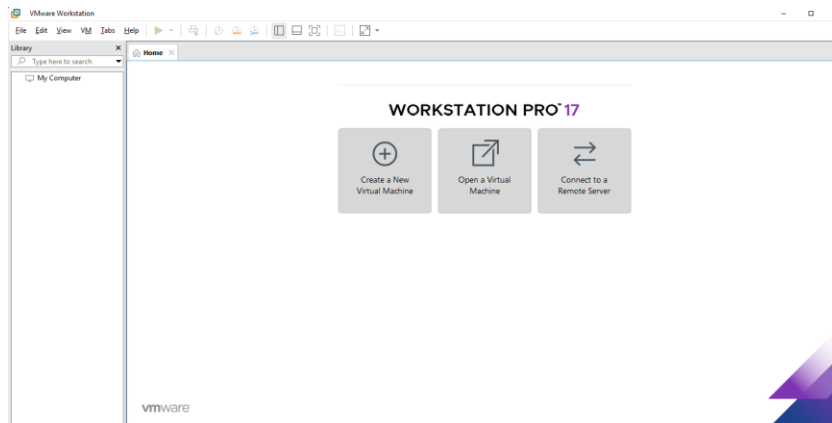 VMware Workstation
File Edit View VM Tabs Help
Library
Type here to search
My Computer
Home
WORKSTATION PRO™ 17
Create a New
Virtual Machine
Open a Virtual
Machine
Connect to a
Remote Server
vmware